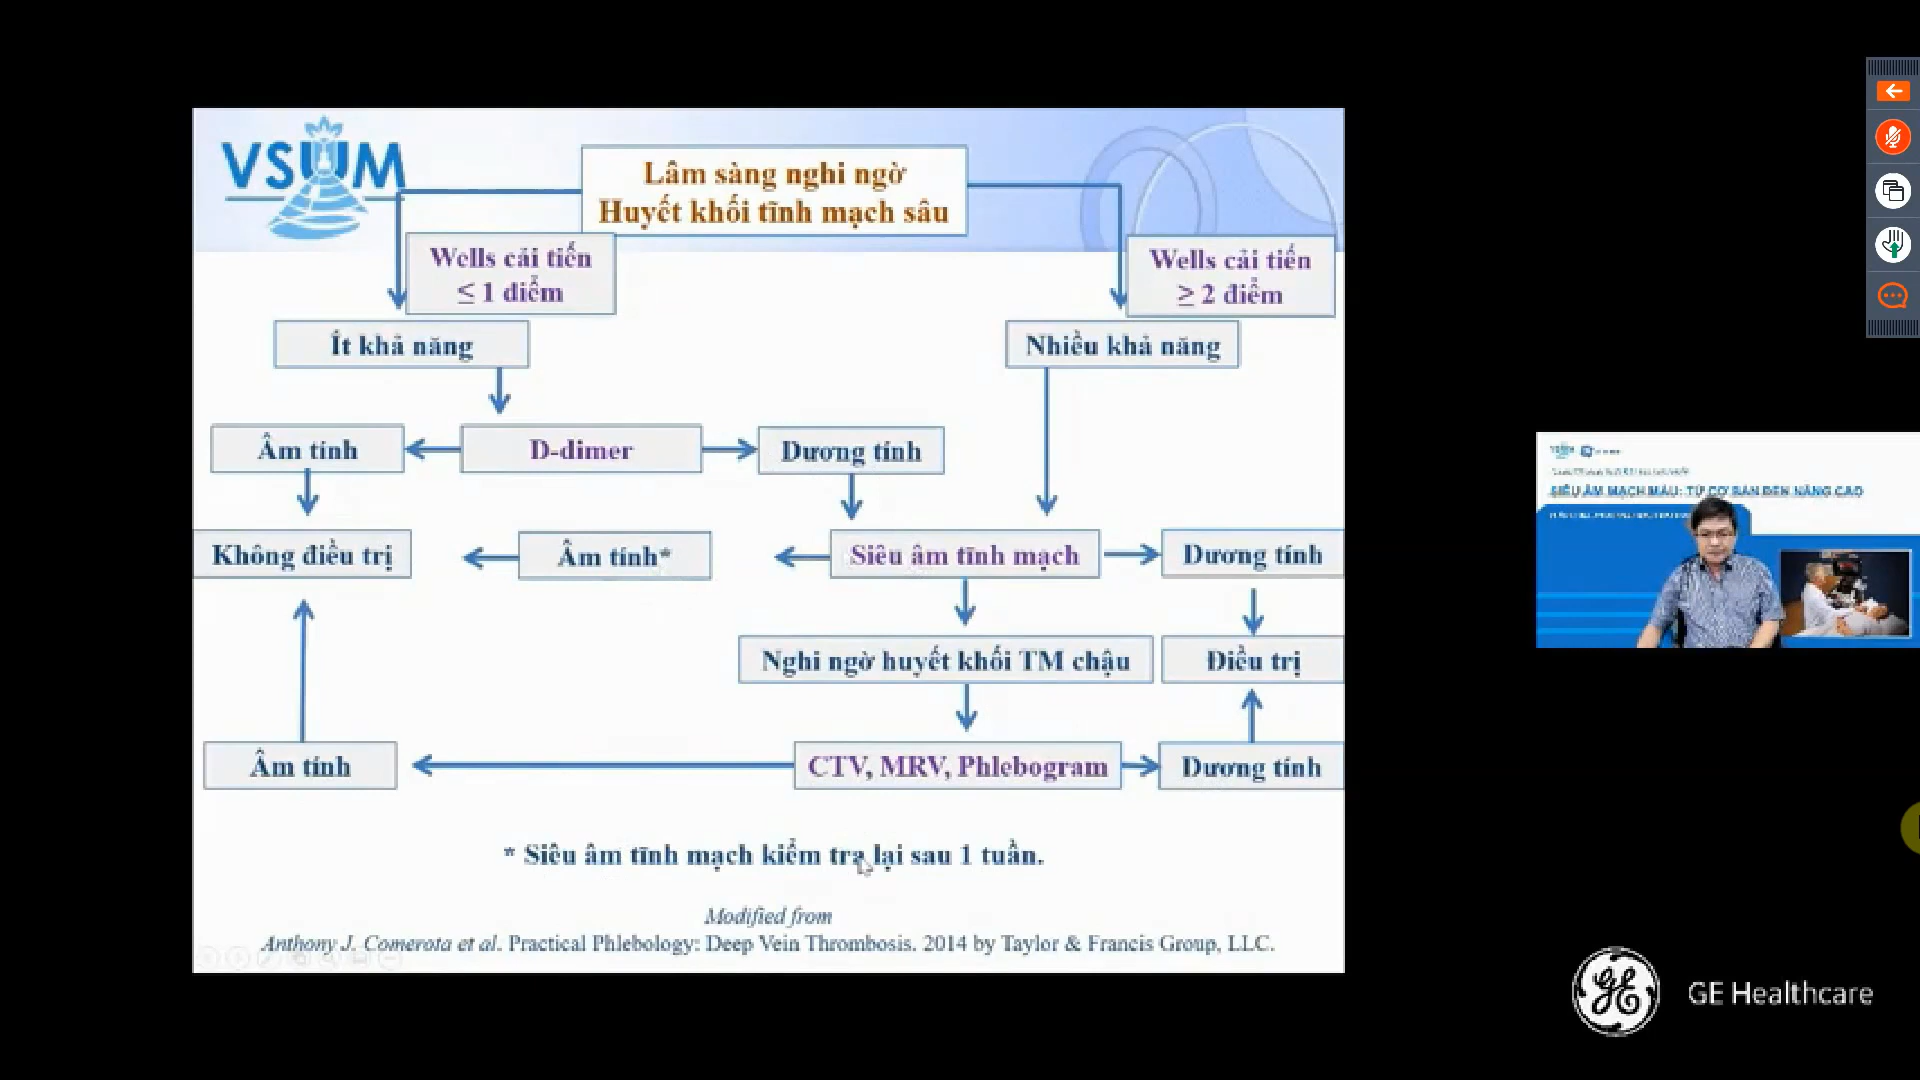 VSUM
Lâm sàng nghi ngờ
Huyết khối tĩnh mạch sâu
Wells cải tiến
≤ 1 điểm
Wells cải tiến
≥ 2 điểm
Ít khả năng
Nhiều khả năng
Âm tính
D-dimer
Dương tính
Không điều trị
Âm tính*
Siêu âm tĩnh mạch
Dương tính
Nghi ngờ huyết khối TM chậu
Điều trị
Âm tính
CTV, MRV, Phlebogram
Dương tính
* Siêu âm tĩnh mạch kiểm tra lại sau 1 tuần.
Modified from
Anthony J. Comerota et al. Practical Phlebology: Deep Vein Thrombosis. 2014 by Taylor & Francis Group, LLC.
SIÊU ÂM MẠCH MÁU: TỪ CƠ BẢN ĐẾN NÂNG CAO
GE Healthcare